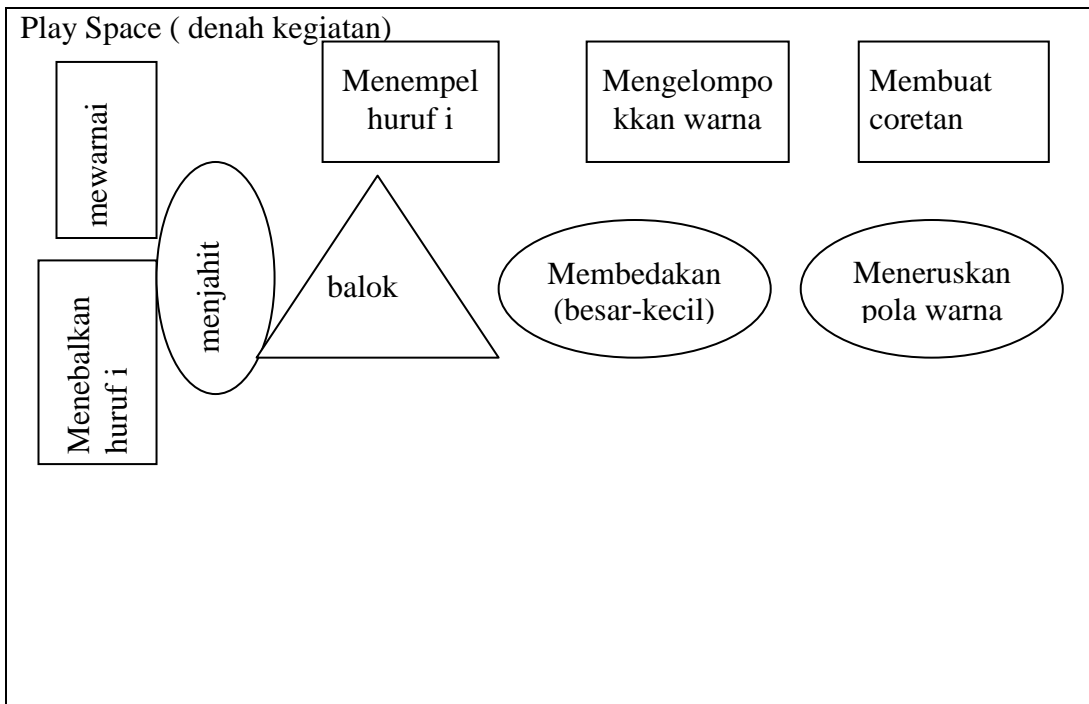 Play Space ( denah kegiatan)
mewarnai
Menempel
huruf i
Mengelompo
kkan warna
Membuat
coretan
Menebalkan
huruf i
menjahit
balok
Membedakan
(besar-kecil)
Meneruskan
pola warna